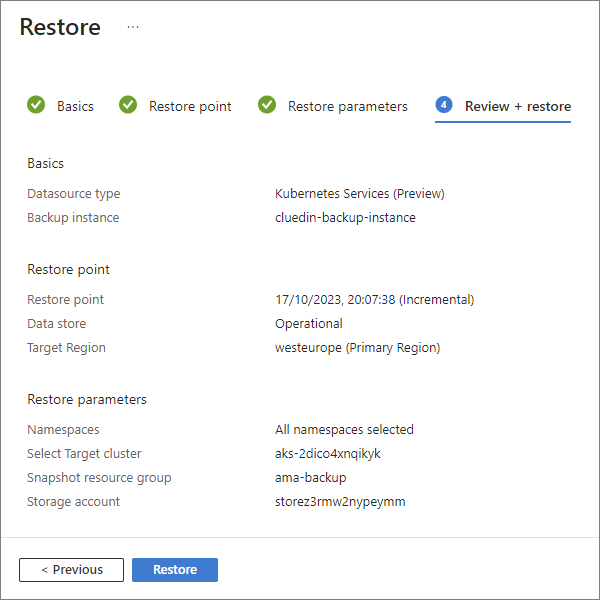 Restore ...
Basics Restore point Restore parameters 4 Review + restore
Basics
Datasource type Kubernetes Services (Preview)
Backup instance cluedin-backup-instance
Restore point
Restore point 17/10/2023, 20:07:38 (Incremental)
Data store Operational
Target Region westeurope (Primary Region)
Restore parameters
Namespaces All namespaces selected
Select Target cluster aks-2dico4xnqikyk
Snapshot resource group ama-backup
Storage account storez3rmw2nypeymm
< Previous Restore